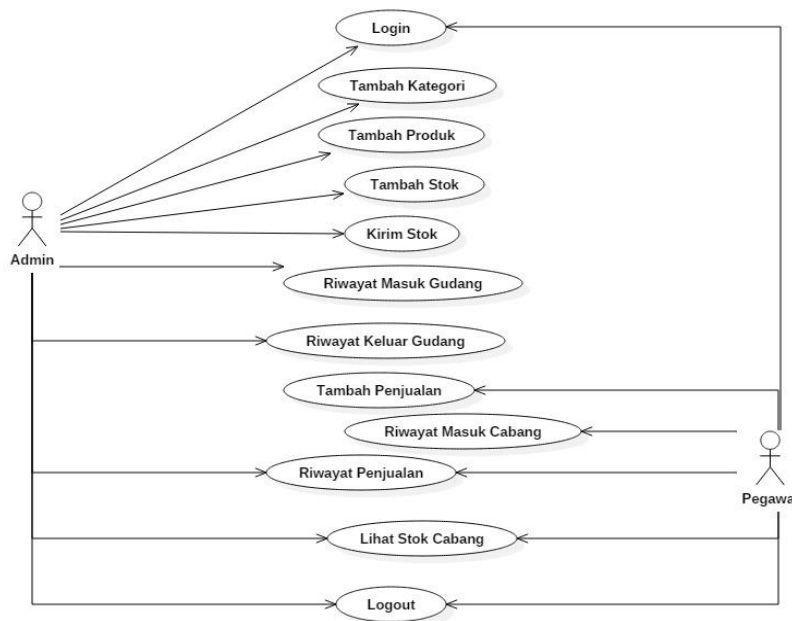 Login
Tambah Kategori
Tambah Produk
Tambah Stok
Kirim Stok
Admin
Riwayat Masuk Gudang
Riwayat Keluar Gudang
Tambah Penjualan
Riwayat Masuk Cabang
Riwayat Penjualan
Pegawa
Lihat Stok Cabang
Logout